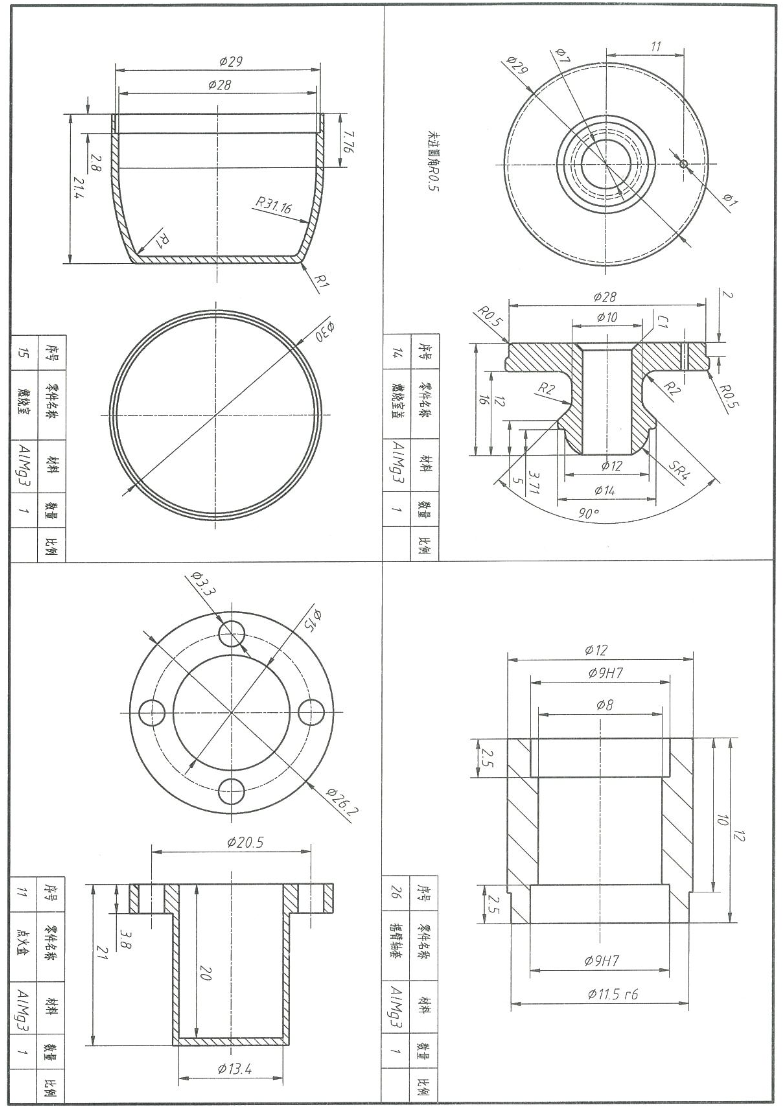 φ29
φ28
7.76
2.8
21.4
R31.16
R1
R1
φ30
序号 零件名称 材料 数量 比例
15 燃烧室 AlMg3 1
11
φ7
φ29
φ1
未注圆角R0.5
φ28
φ10
C1
2
R0.5
R0.5
R2
R2
12
16
φ12
φ14
SR4
3.71
5
90°
序号 零件名称 材料 数量 比例
14 燃烧室盖 AlMg3 1
φ3.3
φ15
φ26.2
φ20.5
3.8
21
20
φ13.4
序号 零件名称 材料 数量 比例
11 点火盒 AlMg3 1
φ12
φ9H7
φ8
2.5
10
12
2.5
φ9H7
φ11.5 r6
序号 零件名称 材料 数量 比例
26 摇臂轴套 AlMg3 1